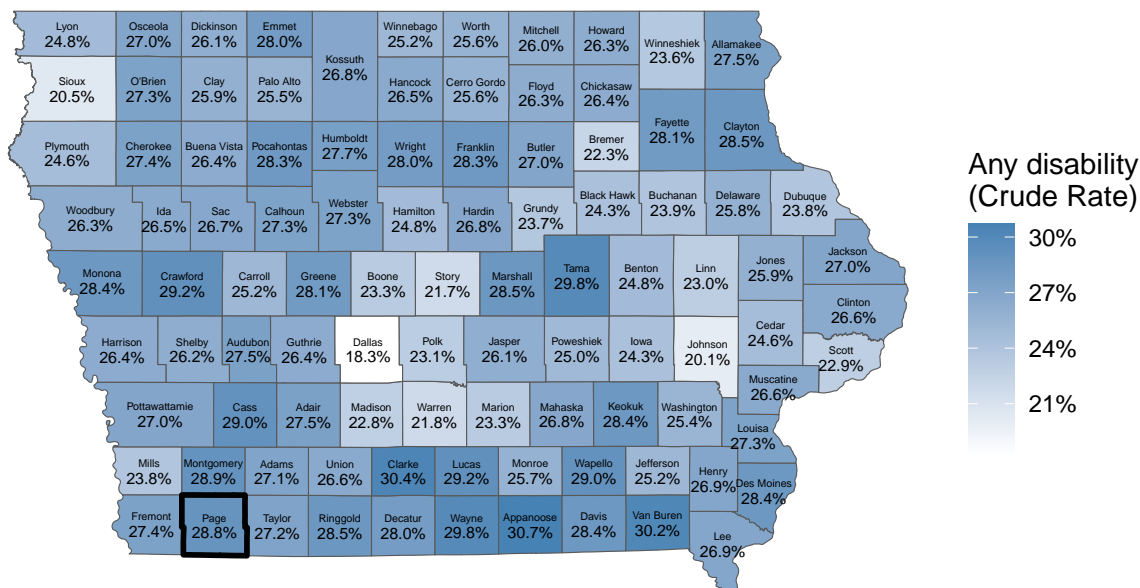 Lyon
24.8%
Osceola
27.0%
Dickinson
26.1%
Emmet
28.0%
Kossuth
26.8%
Winnebago
25.2%
Worth
25.6%
Mitchell
26.0%
Howard
26.3%
Winneshiek
23.6%
Allamakee
27.5%
Sioux
20.5%
O'Brien
27.3%
Clay
25.9%
Palo Alto
25.5%
Hancock
26.5%
Cerro Gordo
25.6%
Floyd
26.3%
Chickasaw
26.4%
Plymouth
24.6%
Cherokee
27.4%
Buena Vista
26.4%
Pocahontas
28.3%
Humboldt
27.7%
Wright
28.0%
Franklin
28.3%
Butler
27.0%
Bremer
22.3%
Fayette
28.1%
Clayton
28.5%
Woodbury
26.3%
Ida
26.5%
Sac
26.7%
Calhoun
27.3%
Webster
27.3%
Hamilton
24.8%
Hardin
26.8%
Grundy
23.7%
Black Hawk
24.3%
Buchanan
23.9%
Delaware
25.8%
Dubuque
23.8%
Monona
28.4%
Crawford
29.2%
Carroll
25.2%
Greene
28.1%
Boone
23.3%
Story
21.7%
Marshall
28.5%
Tama
29.8%
Benton
24.8%
Linn
23.0%
Jones
25.9%
Jackson
27.0%
Clinton
26.6%
Harrison
26.4%
Shelby
26.2%
Audubon
27.5%
Guthrie
26.4%
Dallas
18.3%
Polk
23.1%
Jasper
26.1%
Poweshiek
25.0%
Iowa
24.3%
Johnson
20.1%
Cedar
24.6%
Scott
22.9%
Muscatine
26.6%
Pottawattamie
27.0%
Cass
29.0%
Adair
27.5%
Madison
22.8%
Warren
21.8%
Marion
23.3%
Mahaska
26.8%
Keokuk
28.4%
Washington
25.4%
Louisa
27.3%
Mills
23.8%
Montgomery
28.9%
Adams
27.1%
Union
26.6%
Clarke
30.4%
Lucas
29.2%
Monroe
25.7%
Wapello
29.0%
Jefferson
25.2%
Henry
26.9%
Des Moines
28.4%
Fremont
27.4%
Page
28.8%
Taylor
27.2%
Ringgold
28.5%
Decatur
28.0%
Wayne
29.8%
Appanoose
30.7%
Davis
28.4%
Van Buren
30.2%
Lee
26.9%
Any disability
(Crude Rate)
30%
27%
24%
21%